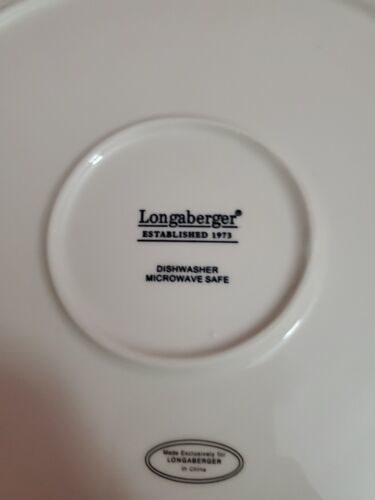 Longaberger®
ESTABLISHED 1973
DISHWASHER
MICROWAVE SAFE
Made Exclusively for
LONGABERGER
in China